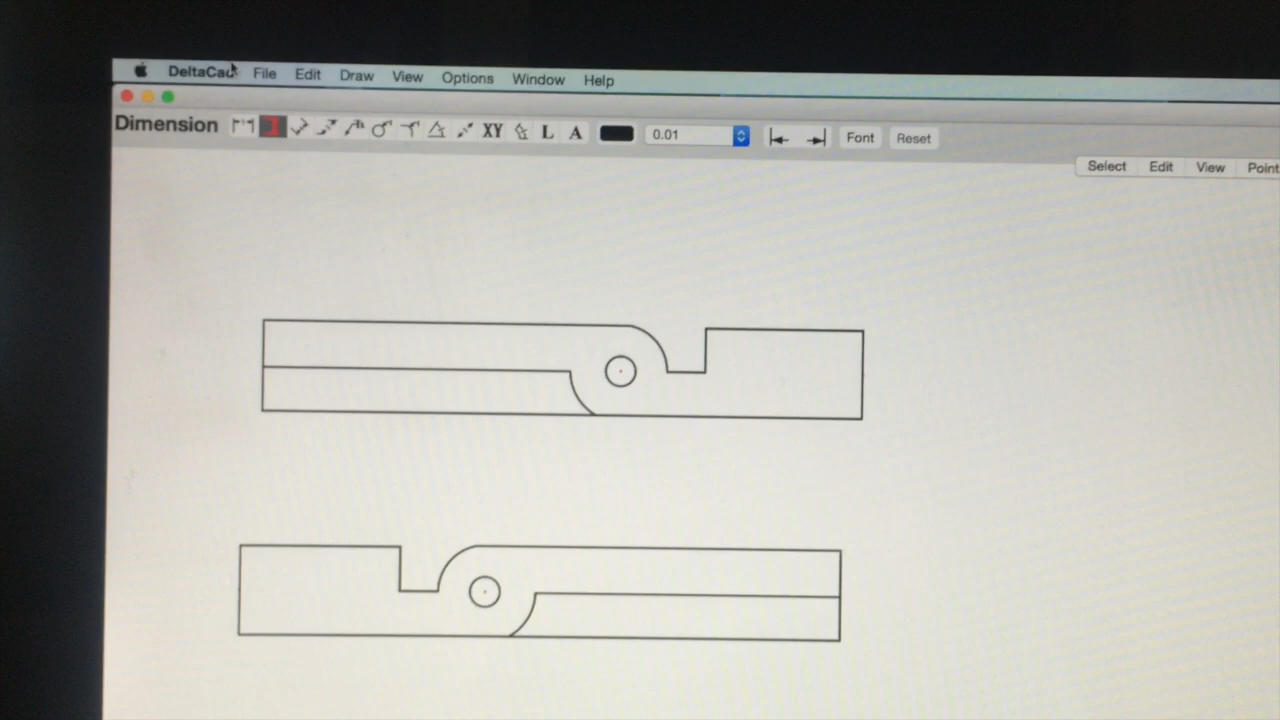 DeltaCad File Edit Draw View Options Window Help
Dimension XY L A 0.01 Font Reset
Select Edit View Point